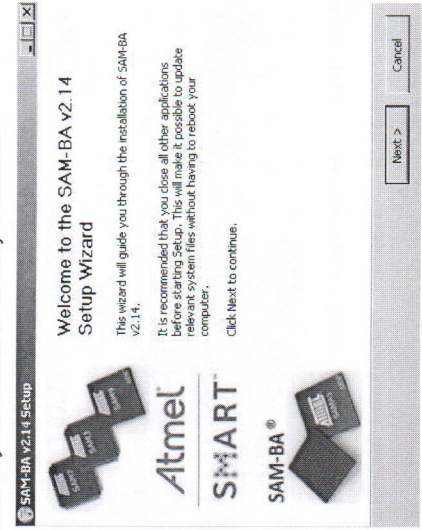 SAM-BA v2.14 Setup
Welcome to the SAM-BA v2.14
Setup Wizard
This wizard will guide you through the installation of SAM-BA
v2.14.
It is recommended that you close all other applications
before starting Setup. This will make it possible to update
relevant system files without having to reboot your
computer.
Click Next to continue.
Atmel
SMART
SAM-BA®
Next >
Cancel